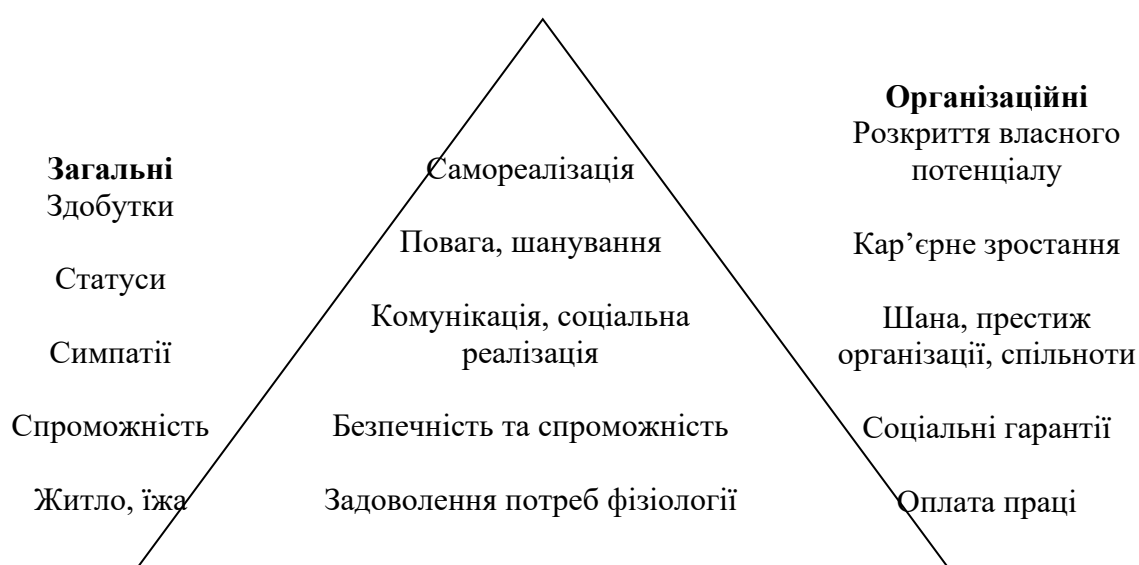 Загальні
Здобутки
Статуси
Симпатії
Спроможність
Житло, їжа
Самореалізація
Повага, шанування
Комунікація, соціальна
реалізація
Безпечність та спроможність
Задоволення потреб фізіології
Організаційні
Розкриття власного
потенціалу
Кар’єрне зростання
Шана, престиж
організації, спільноти
Соціальні гарантії
Оплата праці